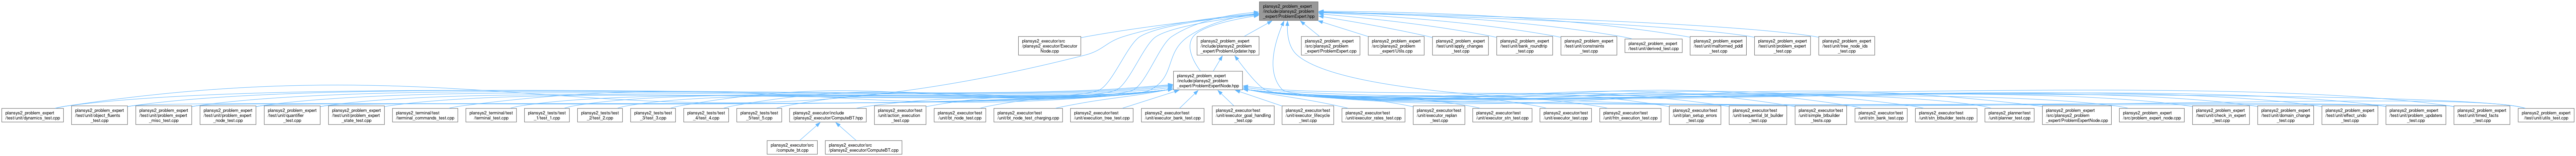 plansys2_problem_expert
/include/plansys2_problem
_expert/ProblemExpert.hpp
plansys2_executor/src
/plansys2_executor/Executor
Node.cpp
plansys2_problem_expert
/include/plansys2_problem
_expert/ProblemUpdater.hpp
plansys2_problem_expert
/src/plansys2_problem
_expert/ProblemExpert.cpp
plansys2_problem_expert
/src/plansys2_problem
_expert/Utils.cpp
plansys2_problem_expert
/test/unit/apply_changes
_test.cpp
plansys2_problem_expert
/test/unit/bank_roundtrip
_test.cpp
plansys2_problem_expert
/test/unit/constraints
_test.cpp
plansys2_problem_expert
/test/unit/derived_test.cpp
plansys2_problem_expert
/test/unit/malformed_pddl
_test.cpp
plansys2_problem_expert
/test/unit/problem_expert
_test.cpp
plansys2_problem_expert
/test/unit/tree_node_ids
_test.cpp
plansys2_problem_expert
/include/plansys2_problem
_expert/ProblemExpertNode.hpp
plansys2_problem_expert
/test/unit/dynamics_test.cpp
plansys2_problem_expert
/test/unit/object_fluents
_test.cpp
plansys2_problem_expert
/test/unit/problem_expert
_misc_test.cpp
plansys2_problem_expert
/test/unit/problem_expert
_node_test.cpp
plansys2_problem_expert
/test/unit/quantifier
_test.cpp
plansys2_problem_expert
/test/unit/problem_expert
_state_test.cpp
plansys2_terminal/test
/terminal_commands_test.cpp
plansys2_terminal/test
/terminal_test.cpp
plansys2_tests/test
/test_1.cpp
plansys2_tests/test
/test_2.cpp
plansys2_tests/test
/test_3.cpp
plansys2_tests/test
/test_4.cpp
plansys2_tests/test
/test_5.cpp
plansys2_executor/include
/plansys2_executor/ComputeBT.hpp
plansys2_executor/test
/unit/action_execution
_test.cpp
plansys2_executor/test
/unit/bt_node_test.cpp
plansys2_executor/test
/unit/bt_node_test_charging.cpp
plansys2_executor/test
/unit/execution_tree_test.cpp
plansys2_executor/test
/unit/executor_bank_test.cpp
plansys2_executor/test
/unit/executor_goal_handling
_test.cpp
plansys2_executor/test
/unit/executor_lifecycle
_test.cpp
plansys2_executor/test
/unit/executor_rates_test.cpp
plansys2_executor/test
/unit/executor_replan
_test.cpp
plansys2_executor/test
/unit/executor_stn_test.cpp
plansys2_executor/test
/unit/executor_test.cpp
plansys2_executor/test
/unit/htn_execution_test.cpp
plansys2_executor/test
/unit/plan_setup_errors
_test.cpp
plansys2_executor/test
/unit/sequential_bt_builder
_test.cpp
plansys2_executor/test
/unit/simple_btbuilder
_tests.cpp
plansys2_executor/test
/unit/stn_bank_test.cpp
plansys2_executor/test
/unit/stn_btbuilder_tests.cpp
plansys2_planner/test
/unit/planner_test.cpp
plansys2_problem_expert
/src/plansys2_problem
_expert/ProblemExpertNode.cpp
plansys2_problem_expert
/src/problem_expert_node.cpp
plansys2_problem_expert
/test/unit/check_in_expert
_test.cpp
plansys2_problem_expert
/test/unit/domain_change
_test.cpp
plansys2_problem_expert
/test/unit/effect_undo
_test.cpp
plansys2_problem_expert
/test/unit/problem_updaters
_test.cpp
plansys2_problem_expert
/test/unit/timed_facts
_test.cpp
plansys2_problem_expert
/test/unit/utils_test.cpp
plansys2_executor/src
/compute_bt.cpp
plansys2_executor/src
/plansys2_executor/ComputeBT.cpp